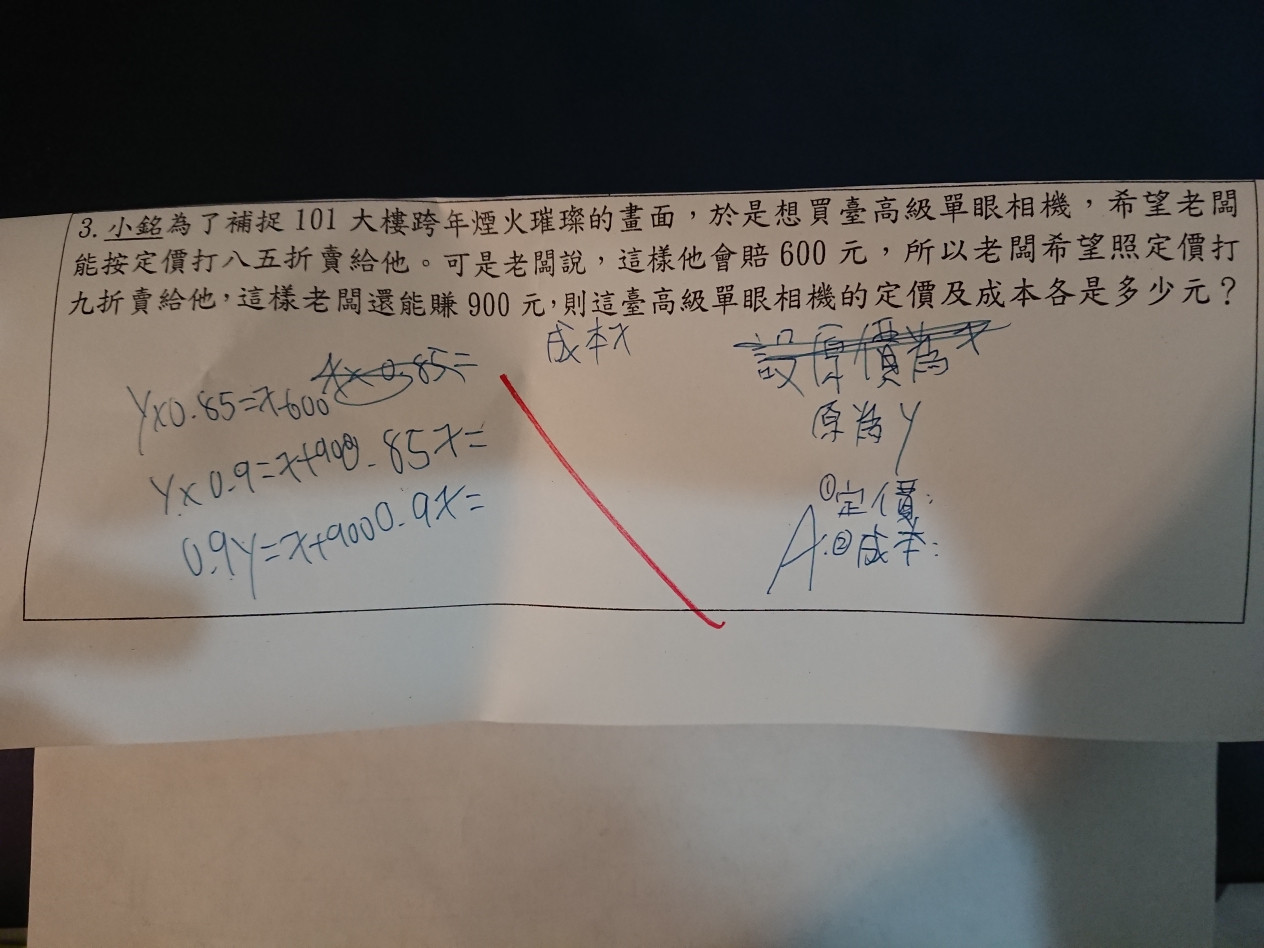 3. 小銘為了補捉 101 大樓跨年煙火璀璨的畫面，於是想買臺高級單眼相機，希望老闆
能按定價打八五折賣給他。可是老闆說，這樣他會賠 600 元，所以老闆希望照定價打
九折賣給他，這樣老闆還能賺 900 元，則這臺高級單眼相機的定價及成本各是多少元？
成本x
設原價為x
x×0.85=
y×0.85=x-600
原為y
y×0.9=x+900
.85x=
0.9y=x+900
0.9x=
①定價：
A.②成本：